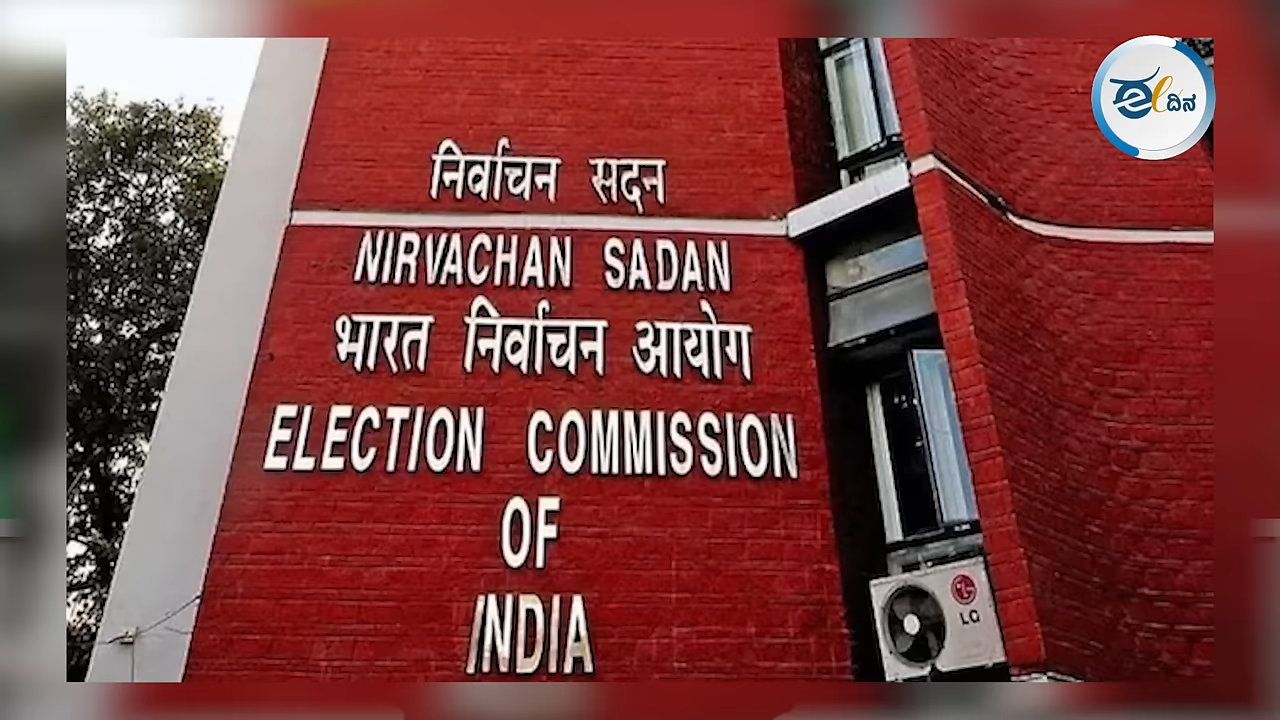 निर्वाचन सदन
NIRVACHAN SADAN
भारत निर्वाचन आयोग
ELECTION COMMISSION
OF
INDIA
LG
ದಿನ